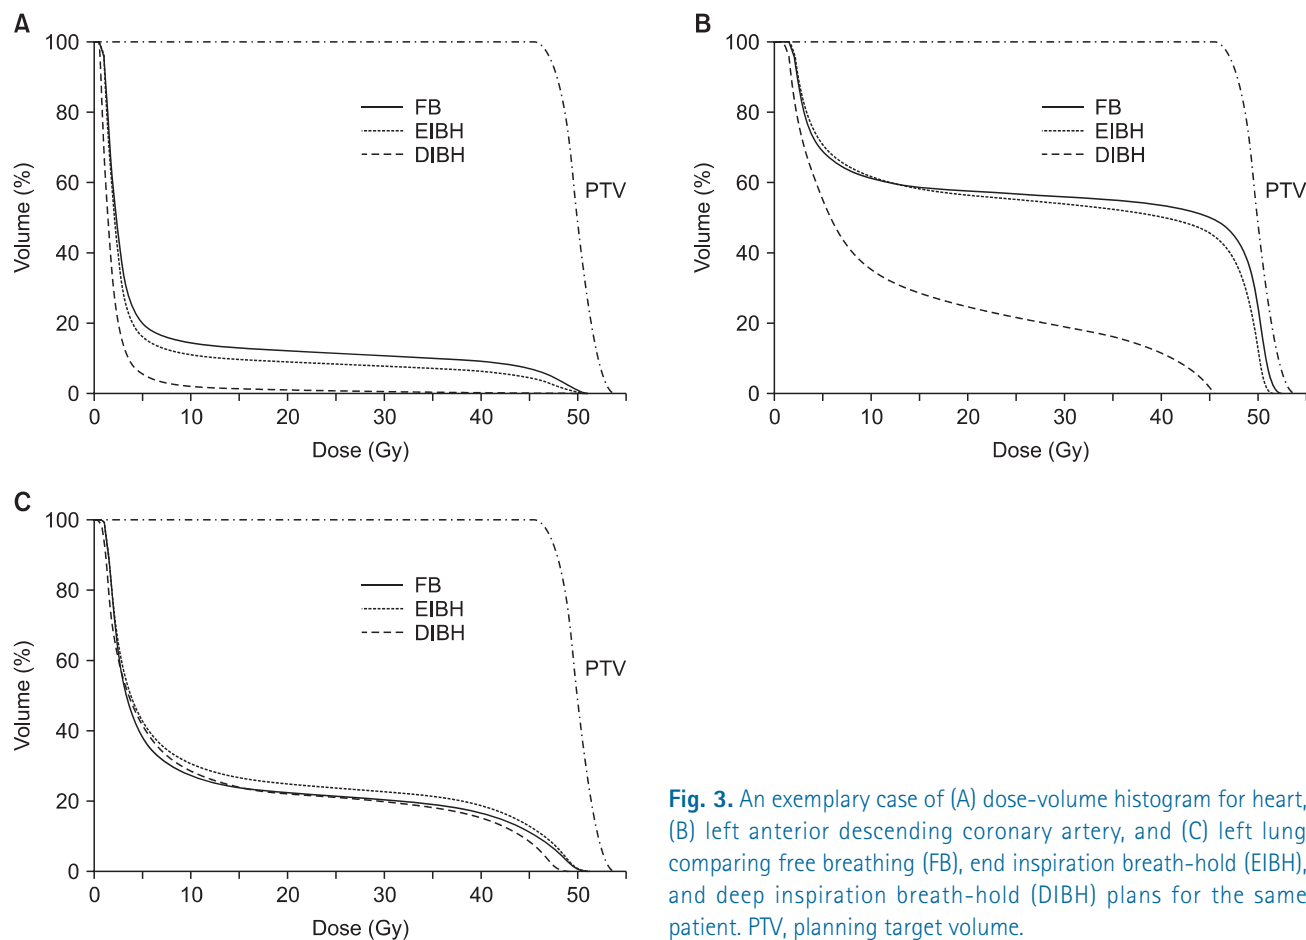 A
100
80
60
40
20
0
Volume (%)
FB
EIBH
DIBH
PTV
0 10 20 30 40 50
Dose (Gy)
B
100
80
60
40
20
0
Volume (%)
FB
EIBH
DIBH
PTV
0 10 20 30 40 50
Dose (Gy)
C
100
80
60
40
20
0
Volume (%)
FB
EIBH
DIBH
PTV
0 10 20 30 40 50
Dose (Gy)
Fig. 3. An exemplary case of (A) dose-volume histogram for heart,
(B) left anterior descending coronary artery, and (C) left lung
comparing free breathing (FB), end inspiration breath-hold (EIBH),
and deep inspiration breath-hold (DIBH) plans for the same
patient. PTV, planning target volume.